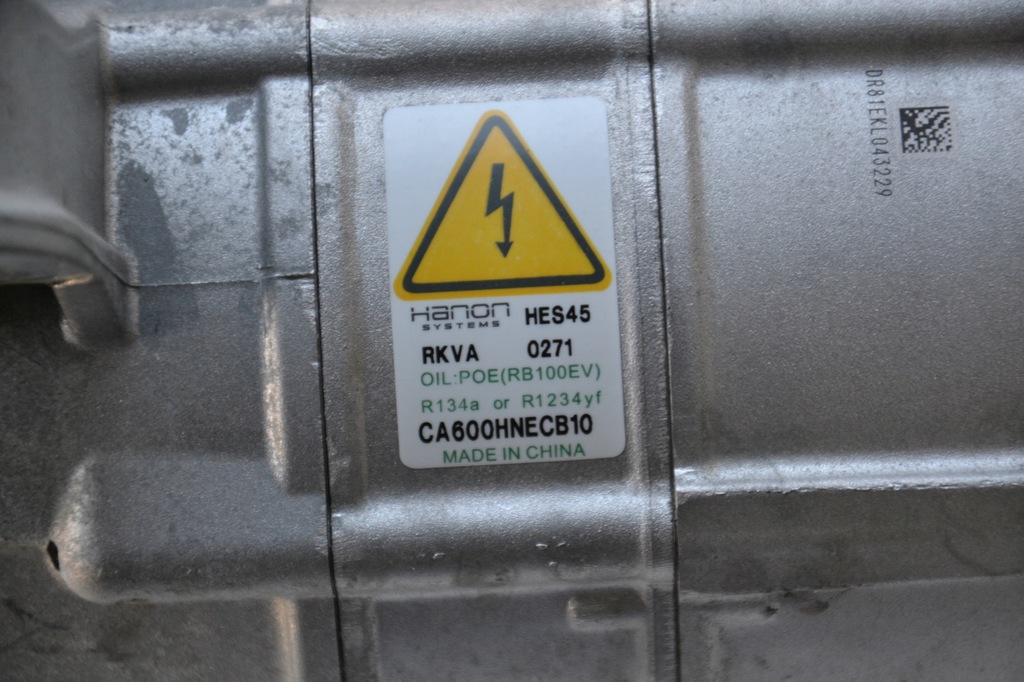 Hanon
SYSTEMS
HES45
RKVA 0271
OIL:POE(RB100EV)
R134a or R1234yf
CA600HNECB10
MADE IN CHINA
DR81EKL043229